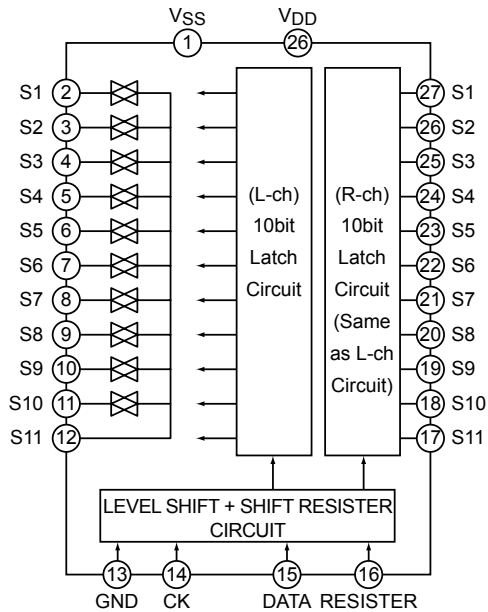 VSS VDD
1 26
S1 2 27 S1
S2 3 26 S2
S3 4 25 S3
S4 5 24 S4
S5 6 23 S5
S6 7 22 S6
S7 8 21 S7
S8 9 20 S8
S9 10 19 S9
S10 11 18 S10
S11 12 17 S11
(L-ch)
10bit
Latch
Circuit
(R-ch)
10bit
Latch
Circuit
(Same
as L-ch
Circuit)
LEVEL SHIFT + SHIFT RESISTER
CIRCUIT
13 14 15 16
GND CK DATA RESISTER